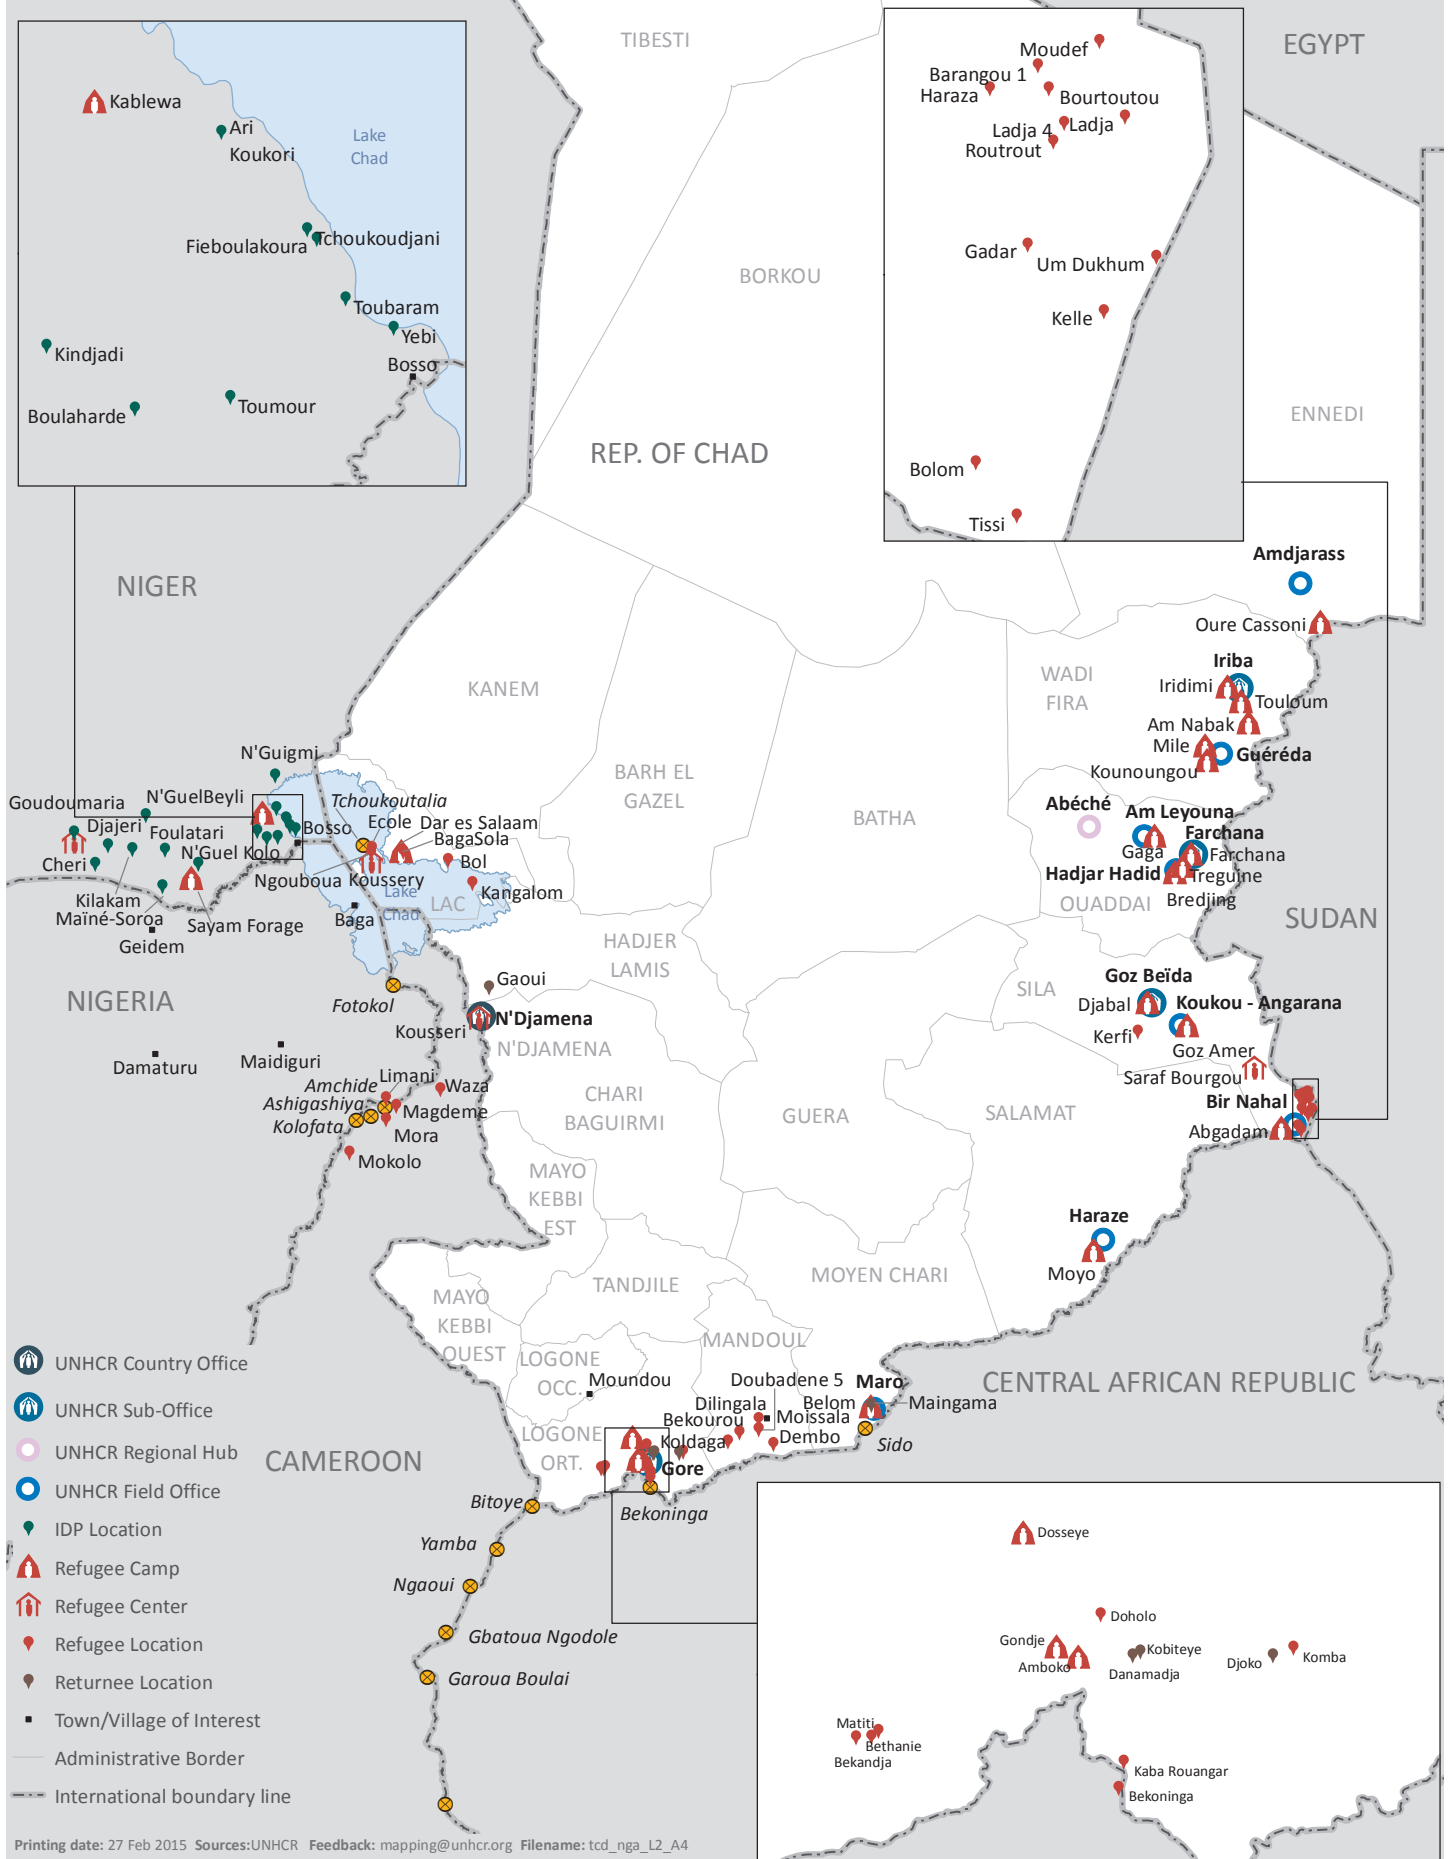 TIBESTI
EGYPT
Kablewa
Ari
Koukori
Lake
Chad
Fieboulakoura
Tchoukoudjani
Toubaram
Yebi
Bosso
Kindjadi
Boulaharde
Toumour
Moudef
Barangou 1
Haraza
Bourtoutou
Ladja 4
Ladja
Routrout
Gadar
Um Dukhum
Kelle
Bolom
Tissi
BORKOU
ENNEDI
REP. OF CHAD
NIGER
Amdjarass
Oure Cassoni
Iriba
Iridimi
Touloum
Am Nabak
Mile
Guéréda
Kounoungou
WADI
FIRA
KANEM
BARH EL
GAZEL
BATHA
Abéché
Am Leyouna
Farchana
Gaga
Farchana
Hadjar Hadid
Treguine
Bredjing
OUADDAI
SUDAN
N'Guigmi
Goudoumaria
N'GuelBeyli
Djajeri
Foulatari
Bosso
N'Guel Kolo
Cheri
Kilakam
Maïné-Soroa
Sayam Forage
Geidem
Tchoukoutalia
Ecole
Dar es Salaam
BagaSola
Bol
Ngouboua
Koussery
Kangalom
Lake
Chad
LAC
Baga
HADJER
LAMIS
NIGERIA
Fotokol
Gaoui
Kousseri
N'Djamena
N'DJAMENA
SILA
Goz Beïda
Djabal
Koukou - Angarana
Kerfi
Goz Amer
Saraf Bourgou
Bir Nahal
Abgadam
Damaturu
Maidiguri
Limani
Waza
Amchide
Ashigashiya
Magdeme
Kolofata
Mora
Mokolo
CHARI
BAGUIRMI
GUERA
SALAMAT
MAYO
KEBBI
EST
Haraze
Moyo
TANDJILE
MOYEN CHARI
MAYO
KEBBI
OUEST
MANDOUL
LOGONE
OCC.
Moundou
Doubadene 5
Maro
Dilingala
Belom
Maingama
Bekourou
Moissala
Koldaga
Dembo
Sido
LOGONE
ORT.
Gore
Bekoninga
CENTRAL AFRICAN REPUBLIC
CAMEROON
Bitoye
Yamba
Ngaoui
Gbatoua Ngodole
Garoua Boulai
Dosseye
Doholo
Gondje
Kobiteye
Amboko
Danamadja
Djoko
Komba
Matiti
Bethanie
Bekandja
Kaba Rouangar
Bekoninga
UNHCR Country Office
UNHCR Sub-Office
UNHCR Regional Hub
UNHCR Field Office
IDP Location
Refugee Camp
Refugee Center
Refugee Location
Returnee Location
Town/Village of Interest
Administrative Border
International boundary line
Printing date: 27 Feb 2015 Sources:UNHCR Feedback: mapping@unhcr.org Filename: tcd_nga_L2_A4